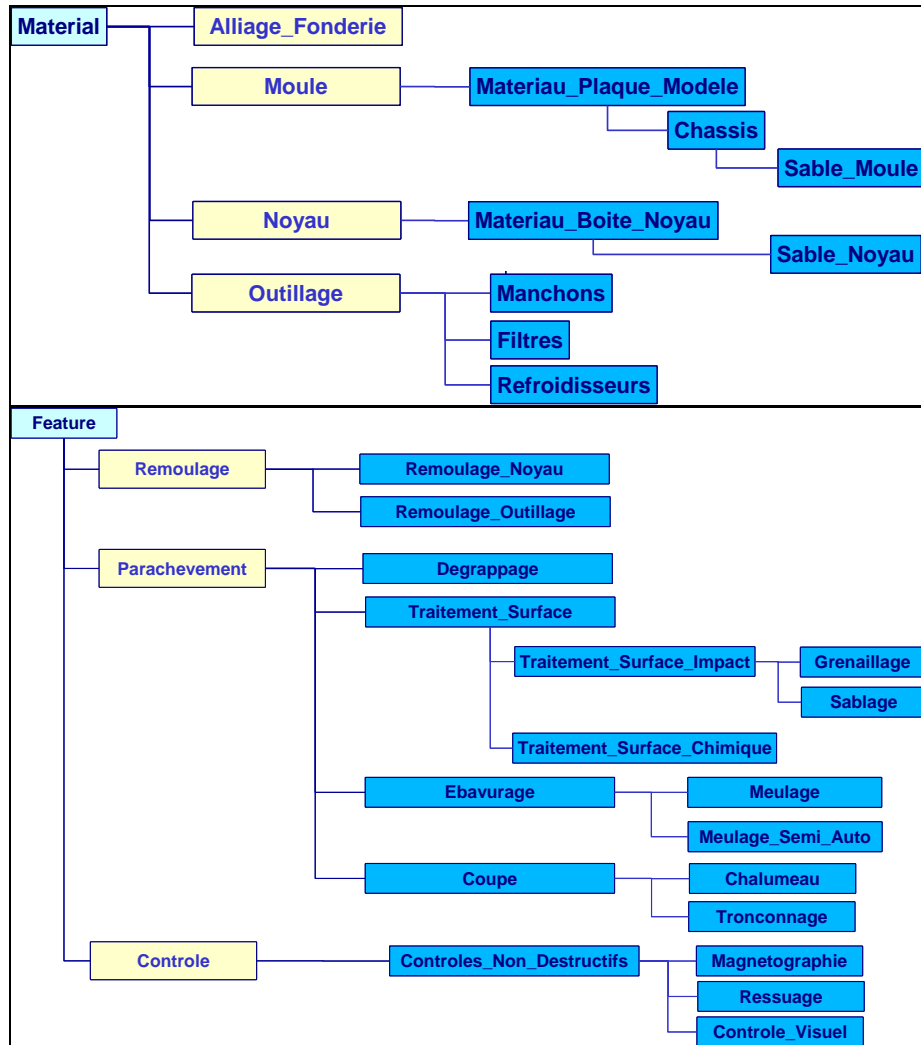 Material
Alliage_Fonderie
Moule
Materiau_Plaque_Modele
Chassis
Sable_Moule
Noyau
Materiau_Boite_Noyau
Sable_Noyau
Outillage
Manchons
Filtres
Refroidisseurs
Feature
Remoulage
Remoulage_Noyau
Remoulage_Outillage
Parachevement
Degrappage
Traitement_Surface
Traitement_Surface_Impact
Grenaillage
Sablage
Traitement_Surface_Chimique
Ebavurage
Meulage
Meulage_Semi_Auto
Coupe
Chalumeau
Tronconnage
Controle
Controles_Non_Destructifs
Magnetographie
Ressuage
Controle_Visuel